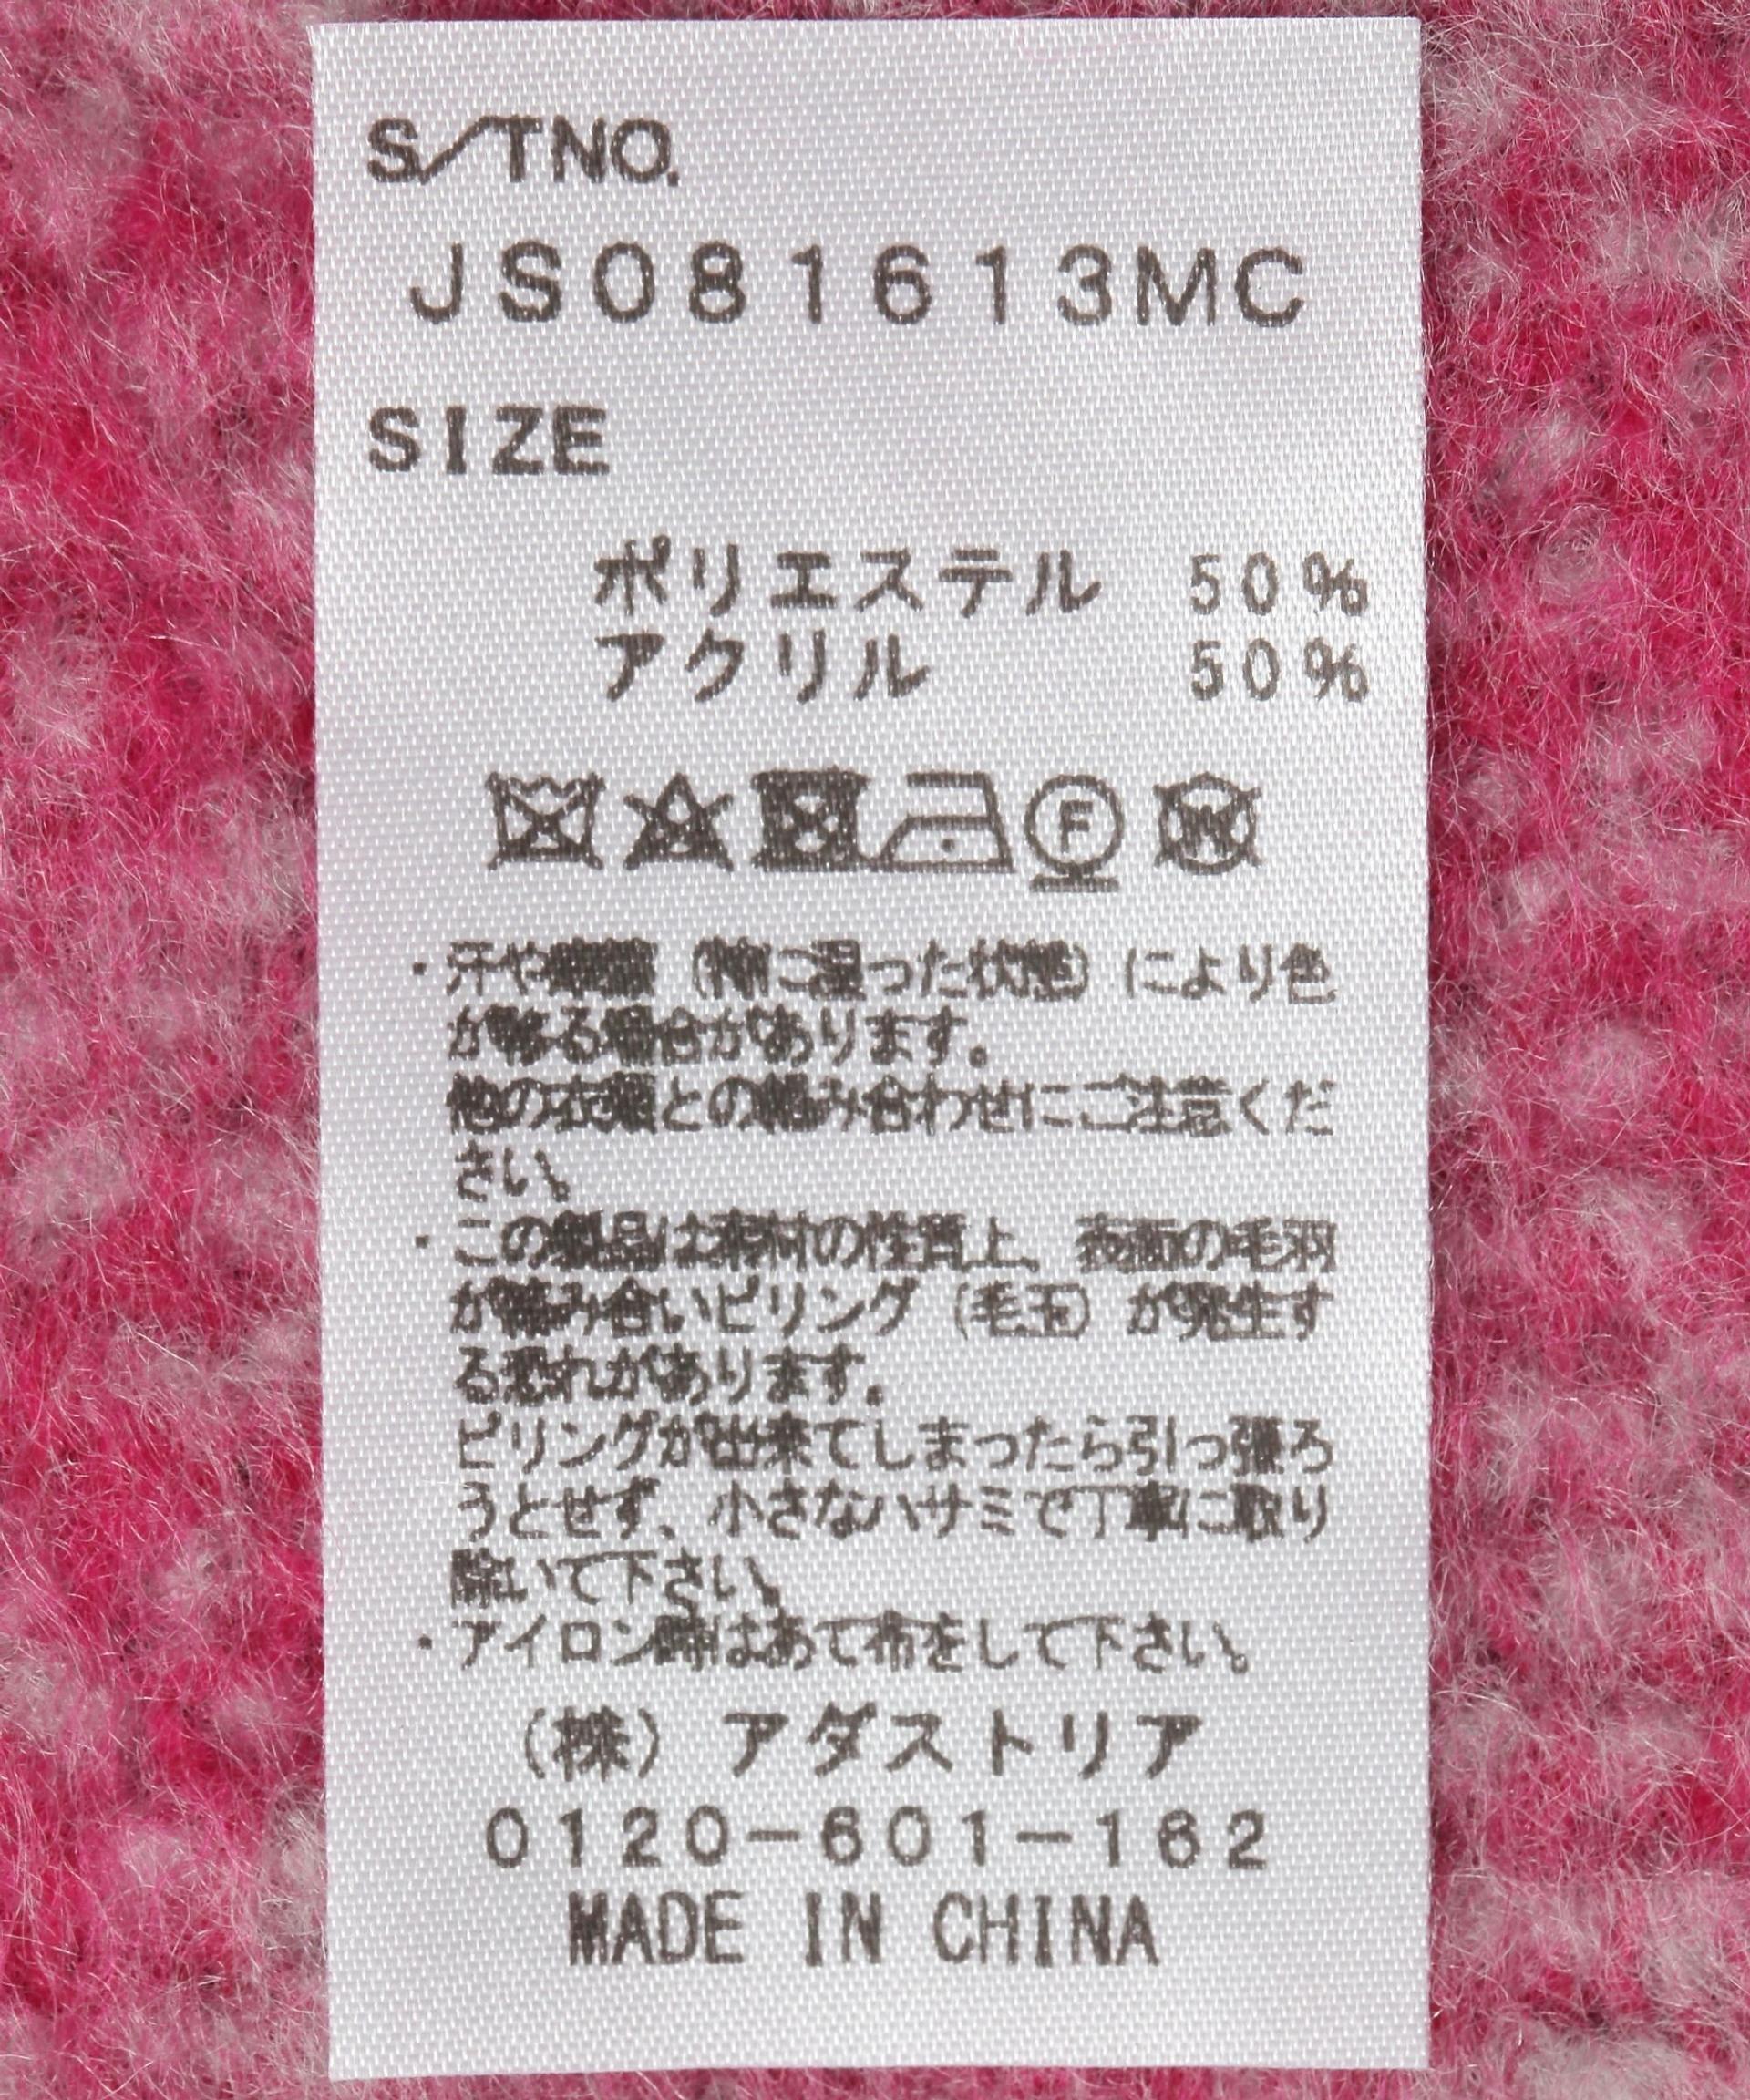 S/TNO.
JS081613MC
SIZE
ポリエステル 50%
アクリル 50%
F
W
・汗や摩擦（特に湿った状態）により色
が移る場合があります。
他の衣類との組み合わせにご注意くだ
さい。
・この製品は素材の性質上、表面の毛羽
が絡み合いピリング（毛玉）が発生す
る恐れがあります。
ピリングが出来てしまったら引っ張ろ
うとせず、小さなハサミで丁寧に取り
除いて下さい。
・アイロン時はあて布をして下さい。
（株）アダストリア
0120-601-162
MADE IN CHINA